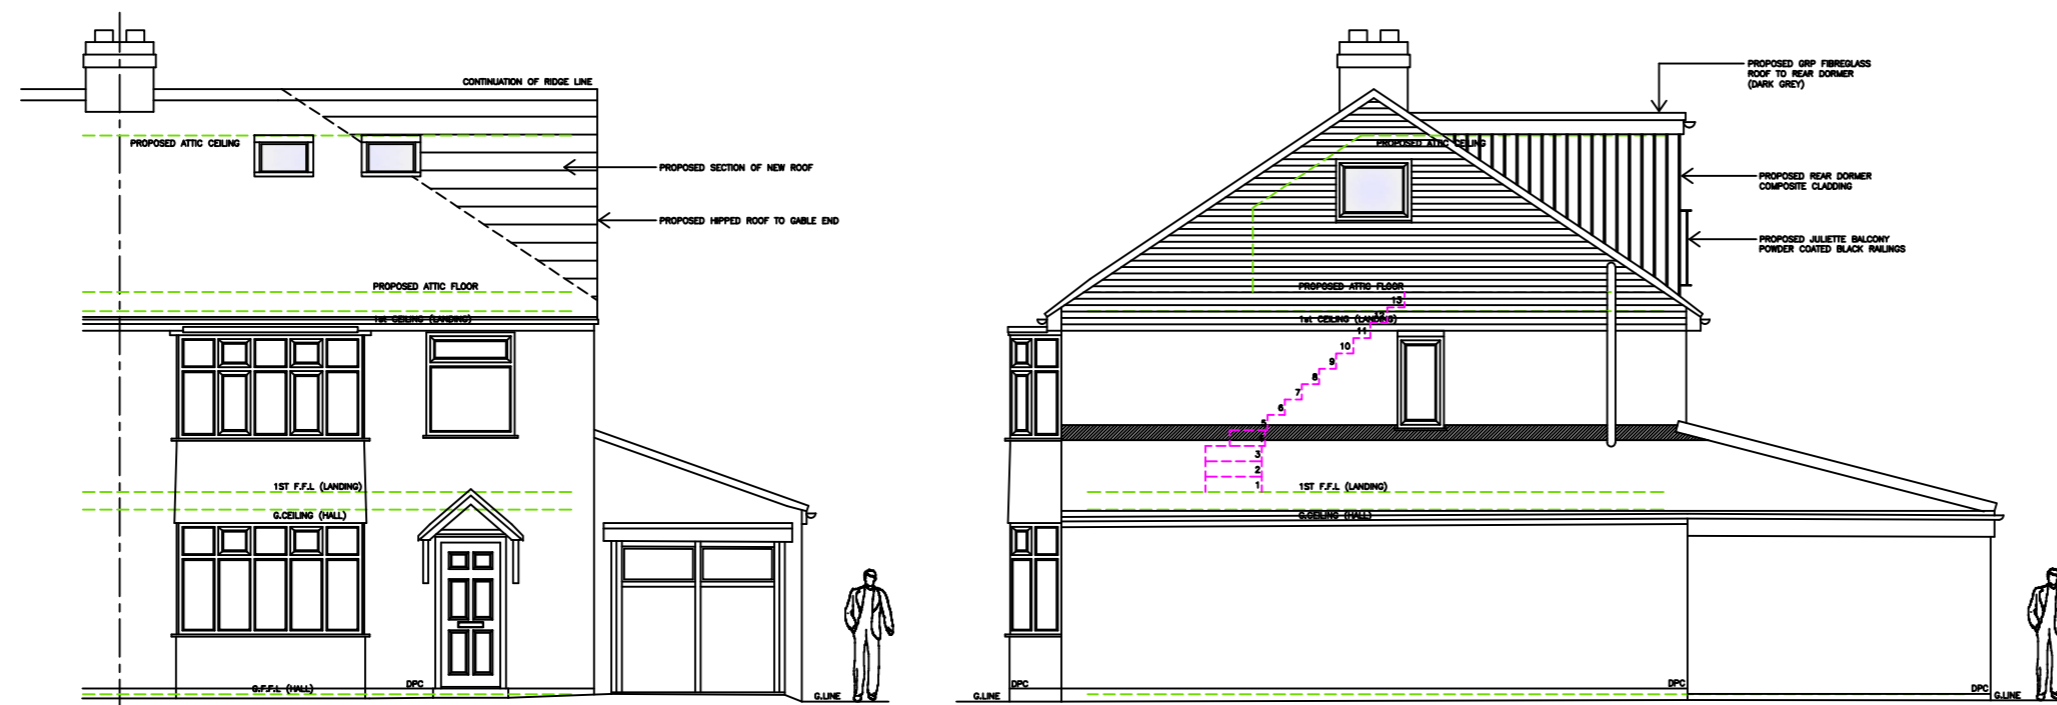 CONTINUATION OF RIDGE LINE
PROPOSED ATTIC CEILING
PROPOSED SECTION OF NEW ROOF
PROPOSED HIPPED ROOF TO GABLE END
PROPOSED ATTIC FLOOR
1st CEILING (LANDING)
1ST F.F.L (LANDING)
G.CEILING (HALL)
G.F.F.L (HALL)
DPC
G.LINE
PROPOSED GRP FIBREGLASS
ROOF TO REAR DORMER
(DARK GREY)
PROPOSED ATTIC CEILING
PROPOSED REAR DORMER
COMPOSITE CLADDING
PROPOSED JULIETTE BALCONY
POWDER COATED BLACK RAILINGS
PROPOSED ATTIC FLOOR
13
12
1st CEILING (LANDING)
11
10
9
8
7
6
5
3
2
1
1ST F.F.L (LANDING)
G.CEILING (HALL)
G.LINE
DPC
DPC
DPC
G.LINE